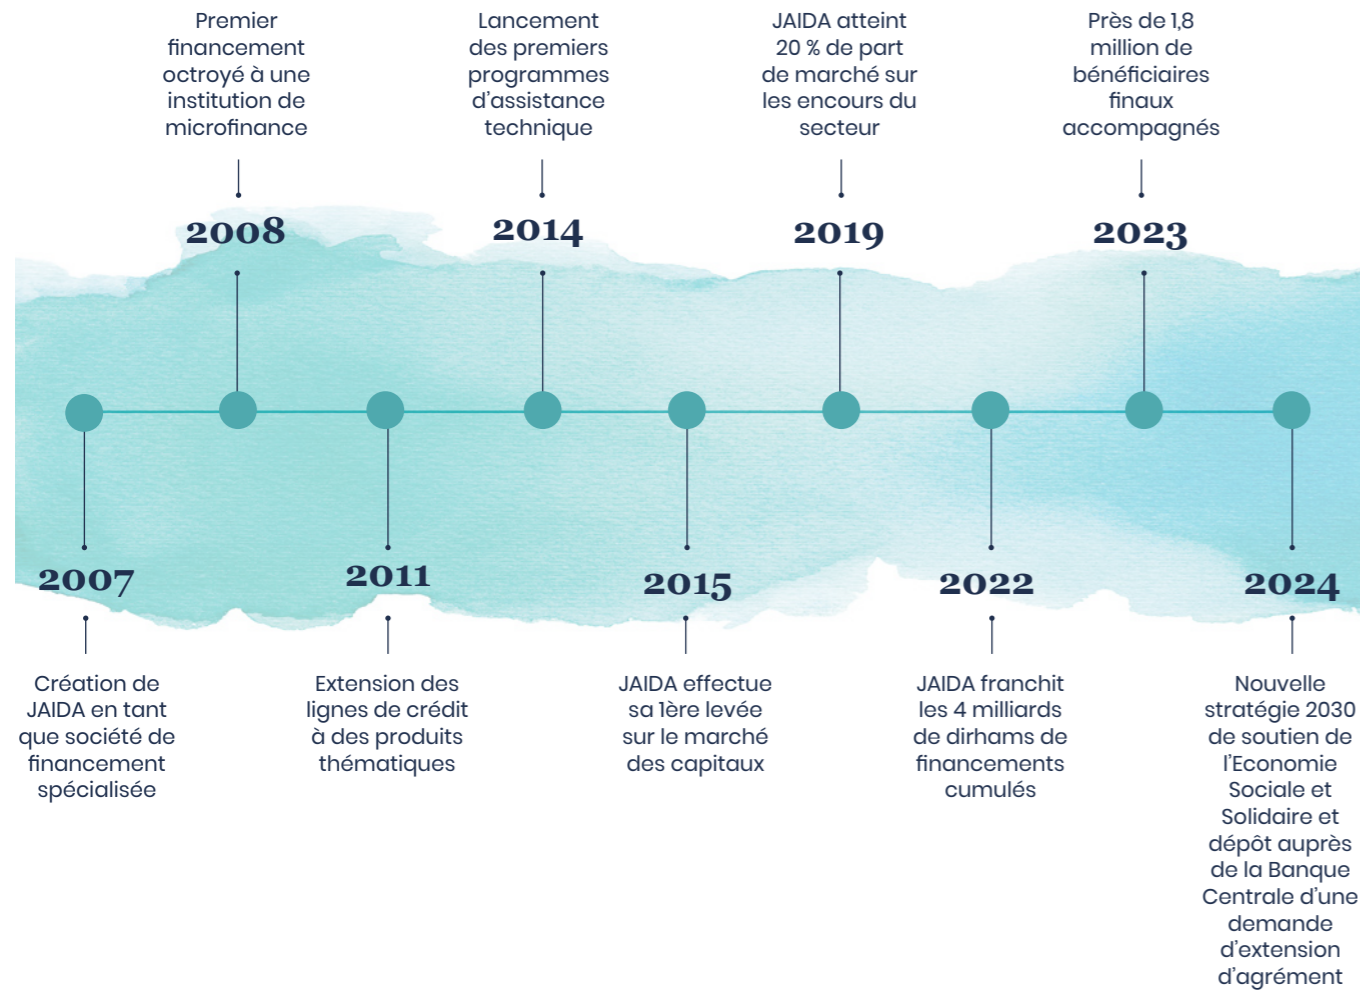 Premier
financement
octroyé à une
institution de
microfinance
2008
Lancement
des premiers
programmes
d'assistance
technique
2014
JAIDA atteint
20 % de part
de marché sur
les encours du
secteur
2019
Près de 1,8
million de
bénéficiaires
finaux
accompagnés
2023
2007
Création de
JAIDA en tant
que société de
financement
spécialisée
2011
Extension des
lignes de crédit
à des produits
thématiques
2015
JAIDA effectue
sa 1ère levée
sur le marché
des capitaux
2022
JAIDA franchit
les 4 milliards
de dirhams de
financements
cumulés
2024
Nouvelle
stratégie 2030
de soutien de
l'Economie
Sociale et
Solidaire et
dépôt auprès
de la Banque
Centrale d'une
demande
d'extension
d'agrément